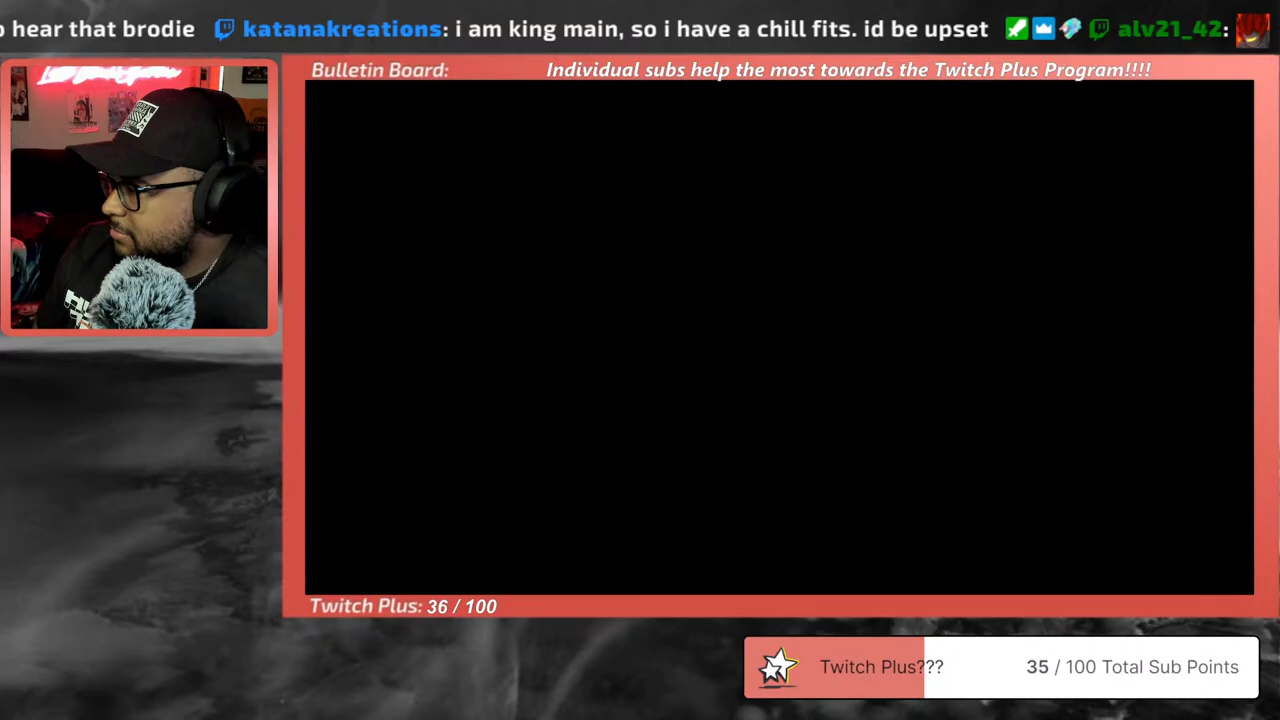 o hear that brodie katanakreations: i am king main, so i have a chill fits. id be upset alv21_42:
Bulletin Board: Individual subs help the most towards the Twitch Plus Program!!!!
Twitch Plus: 36 / 100
Twitch Plus??? 35 / 100 Total Sub Points